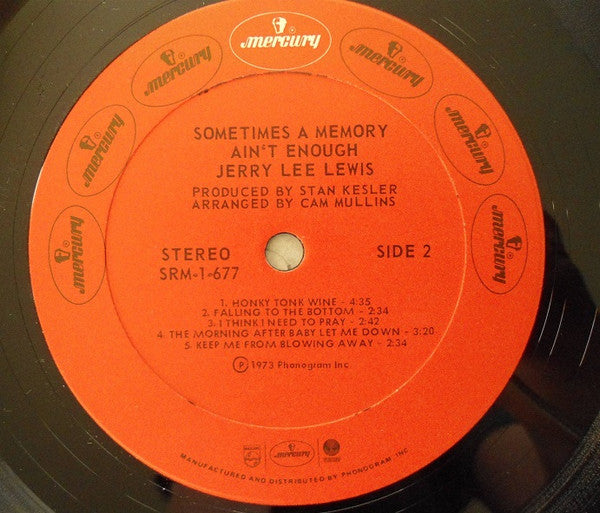 mercury
mercury
mercury
mercury
mercury
mercury
mercury
SOMETIMES A MEMORY
AIN'T ENOUGH
JERRY LEE LEWIS
PRODUCED BY STAN KESLER
ARRANGED BY CAM MULLINS
STEREO
SRM-1-677
SIDE 2
1. HONKY TONK WINE - 4:35
2. FALLING TO THE BOTTOM - 2:34
3. I THINK I NEED TO PRAY - 2:42
4. THE MORNING AFTER BABY LET ME DOWN - 3:20
5. KEEP ME FROM BLOWING AWAY - 2:34
Ⓟ 1973 Phonogram Inc
mercury
MANUFACTURED AND DISTRIBUTED BY PHONOGRAM INC